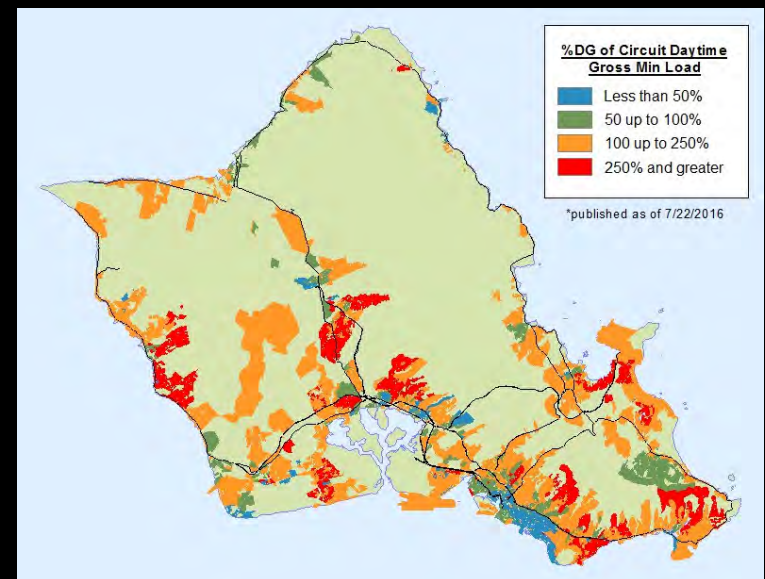 %DG of Circuit Daytime
Gross Min Load
Less than 50%
50 up to 100%
100 up to 250%
250% and greater
*published as of 7/22/2016